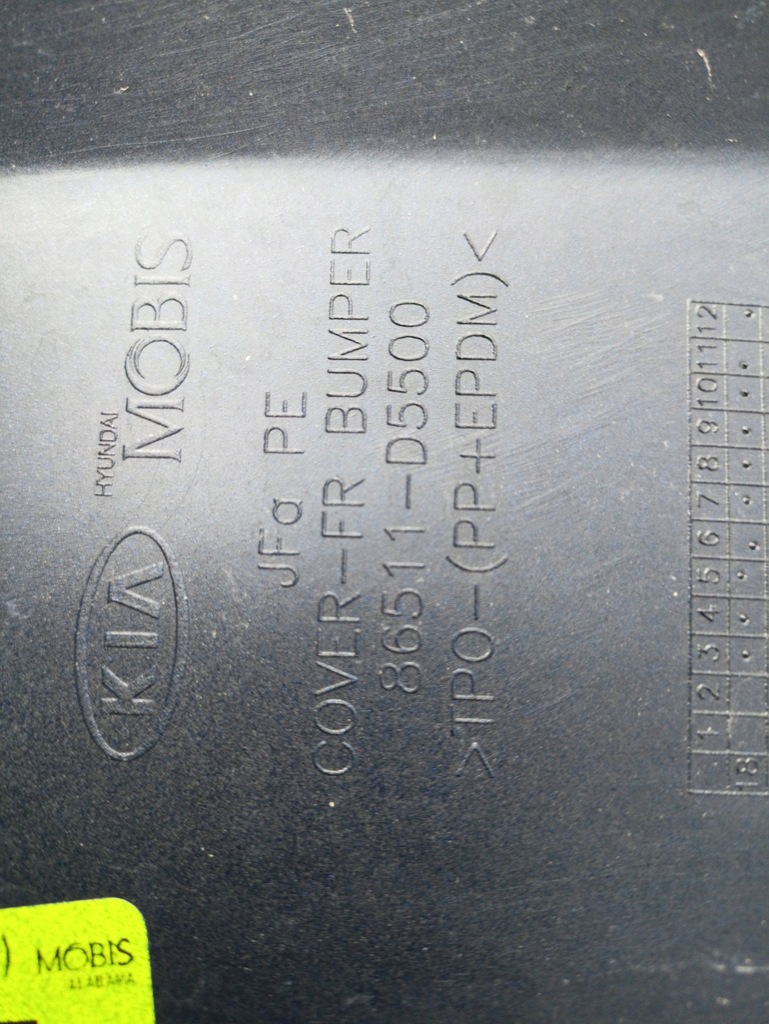 KIA
HYUNDAI
MOBIS
JFa PE
COVER-FR BUMPER
86511-D5500
>TPO-(PP+EPDM)<
1 2 3 4 5 6 7 8 9 10 11 12
18
) MOBIS
ALABAMA